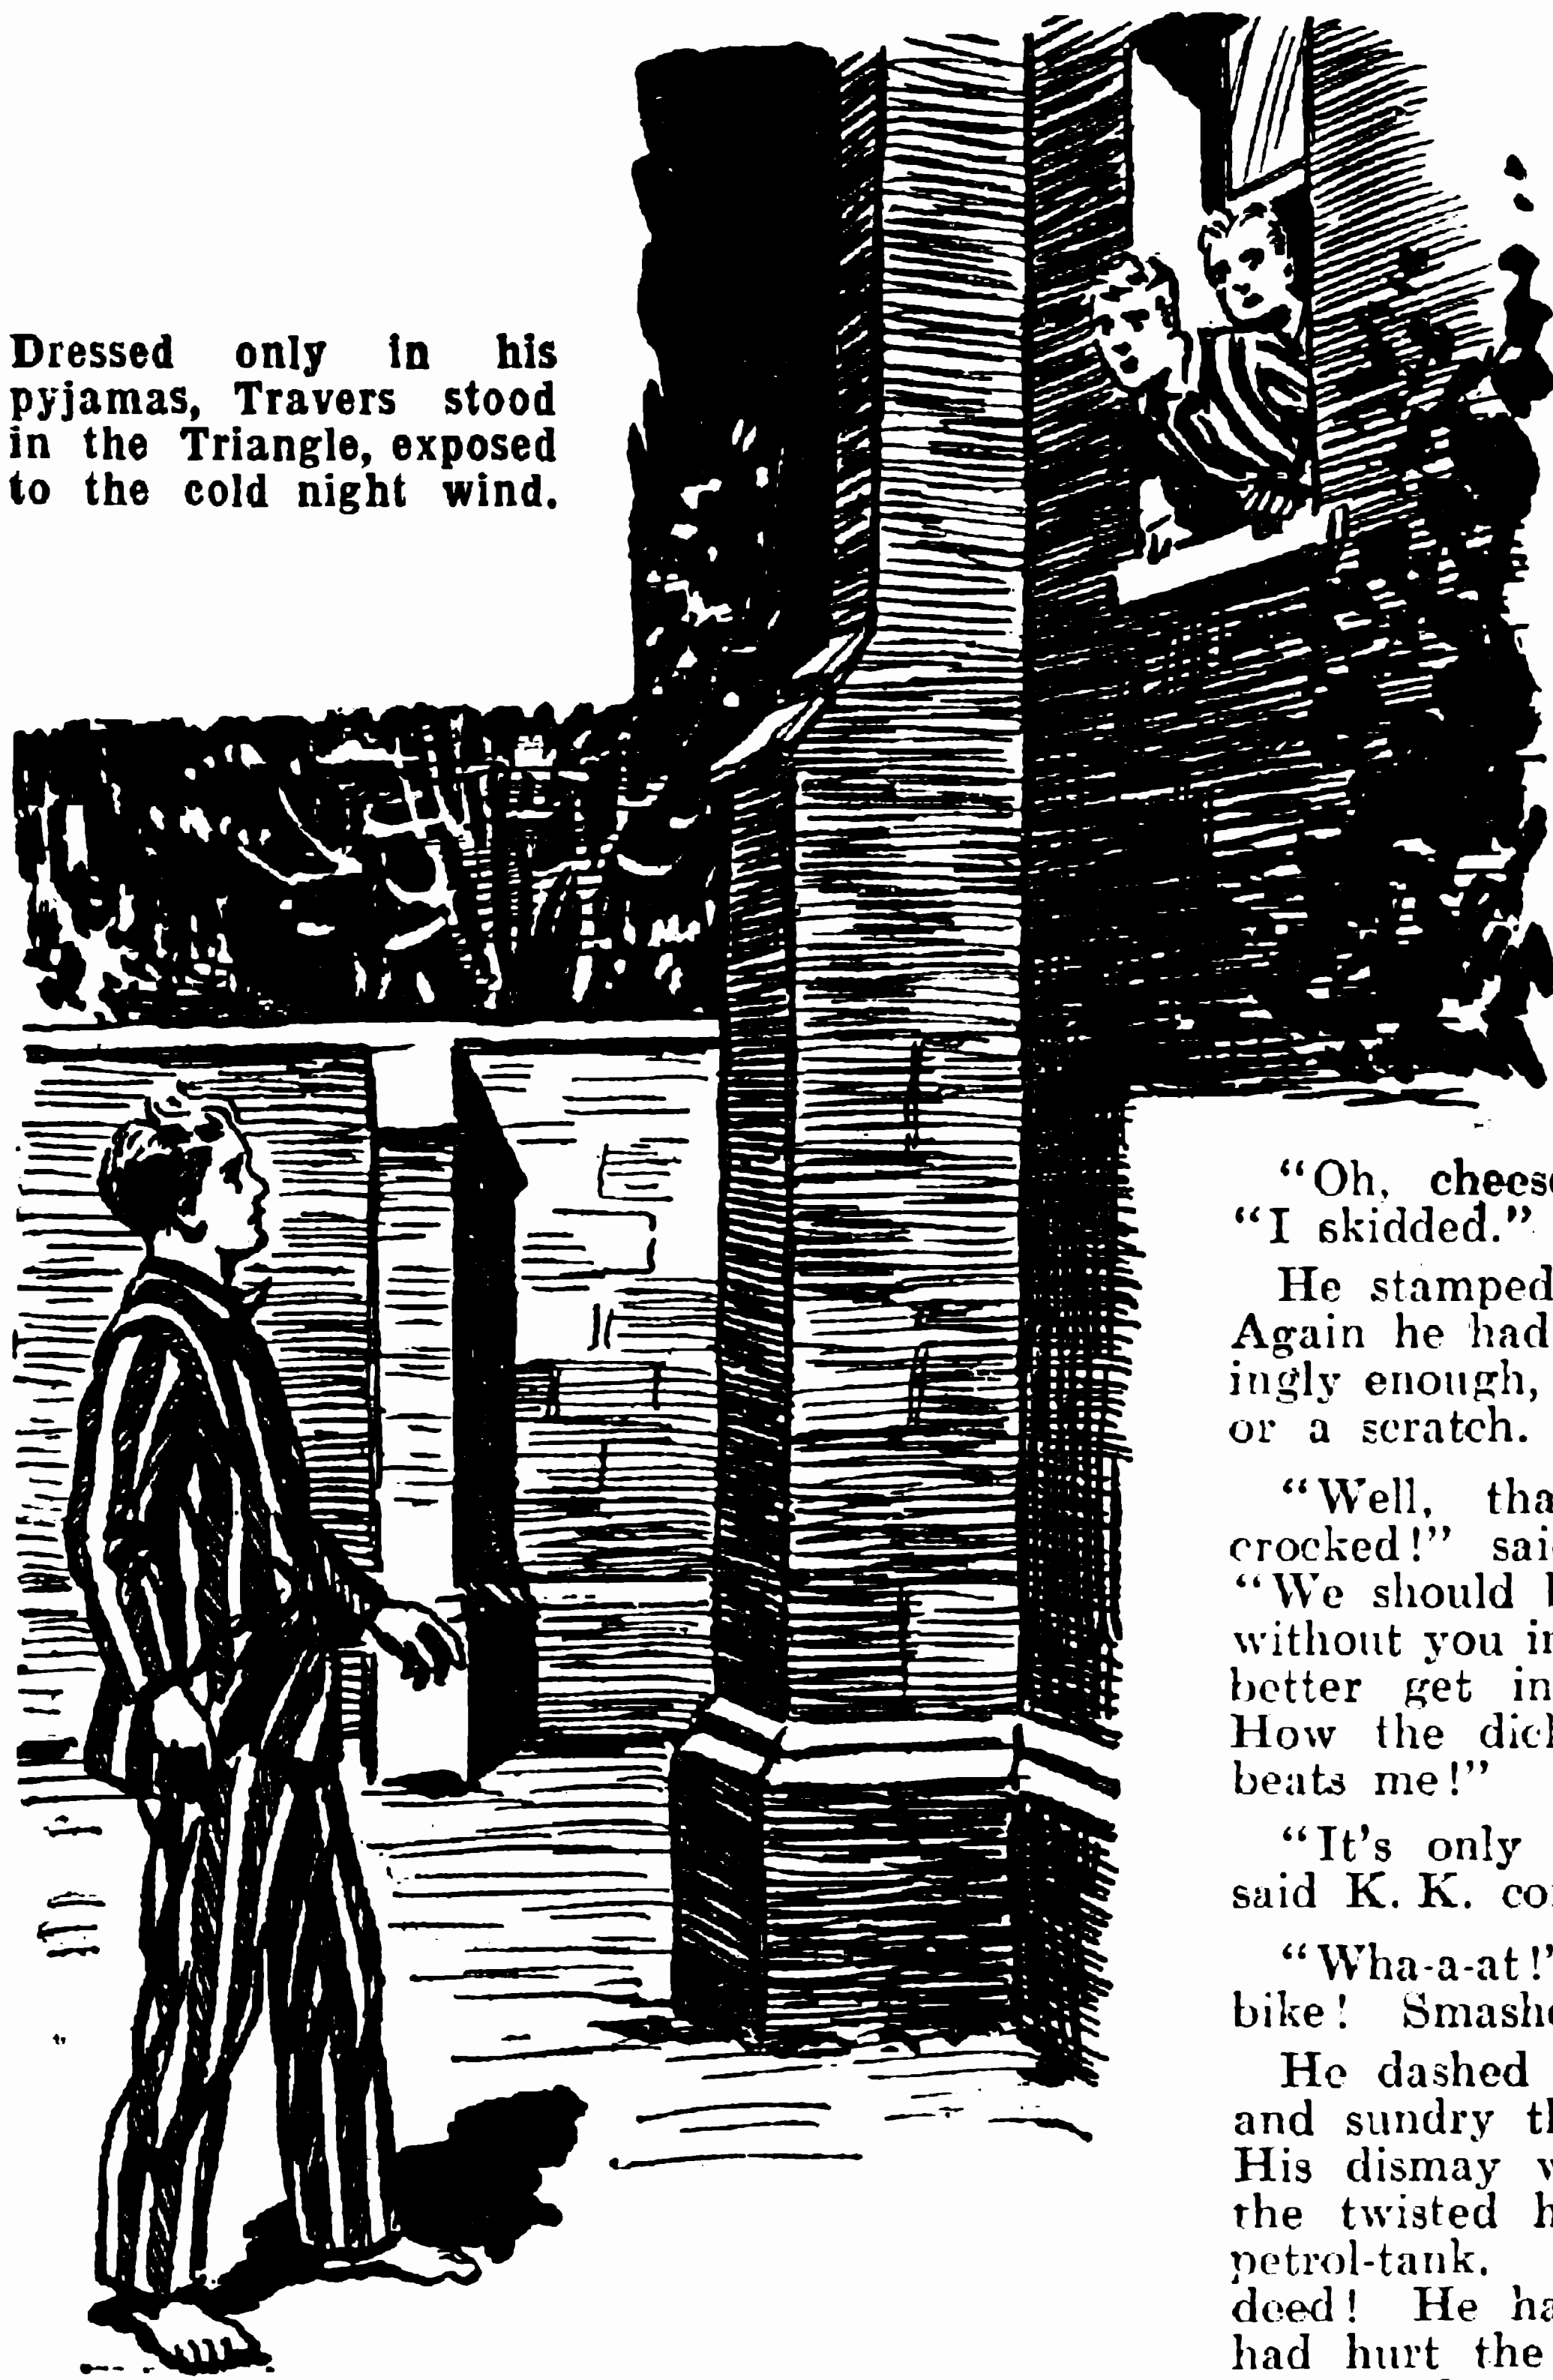 Dressed only in his
pyjamas, Travers stood
in the Triangle, exposed
to the cold night wind.
"Oh, chees
"I skidded."
He stamped
Again he had
ingly enough,
or a scratch.
"Well, tha
crocked!" sai
"We should
without you in
better get in
How the dic
beats me!"
"It's only
said K. K. co
"Wha-a-at!"
bike! Smash
He dashed
and sundry t
His dismay
the twisted h
petrol-tank.
deed! He ha
had hurt the